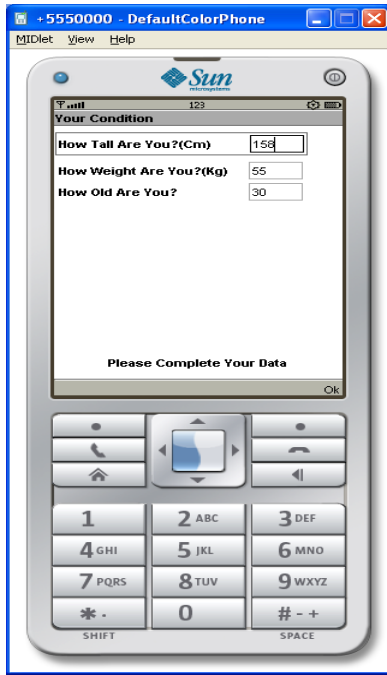 +5550000 - DefaultColorPhone
MIDlet View Help
Sun
microsystems
123
Your Condition
How Tall Are You?(Cm) 158
How Weight Are You?(Kg) 55
How Old Are You? 30
Please Complete Your Data
Ok
1 2 ABC 3 DEF
4 GHI 5 JKL 6 MNO
7 PQRS 8 TUV 9 WXYZ
* . 0 # - +
SHIFT SPACE